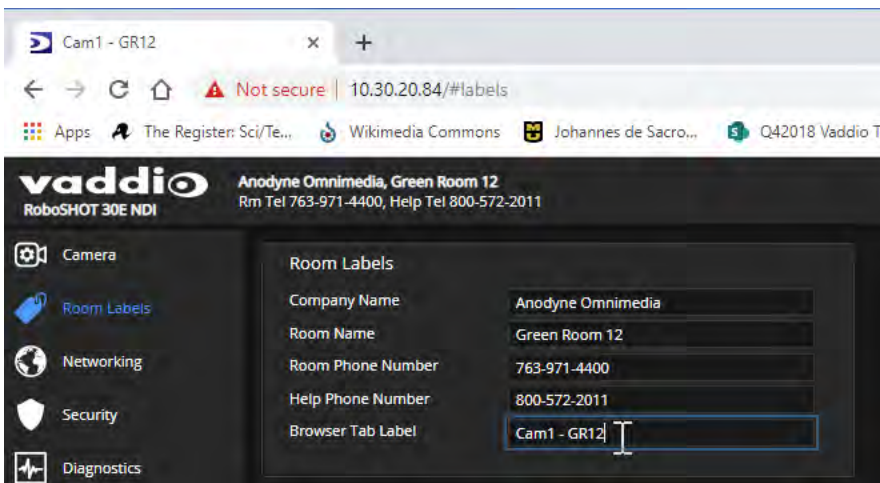 Cam1 - GR12
Not secure 10.30.20.84/#labels
Apps The Register: Sci/Te... Wikimedia Commons Johannes de Sacro... Q42018 Vaddio T
vaddio
RoboSHOT 30E NDI
Anodyne Omnimedia, Green Room 12
Rm Tel 763-971-4400, Help Tel 800-572-2011
Camera
Room Labels
Networking
Security
Diagnostics
Room Labels
Company Name Anodyne Omnimedia
Room Name Green Room 12
Room Phone Number 763-971-4400
Help Phone Number 800-572-2011
Browser Tab Label Cam1 - GR12